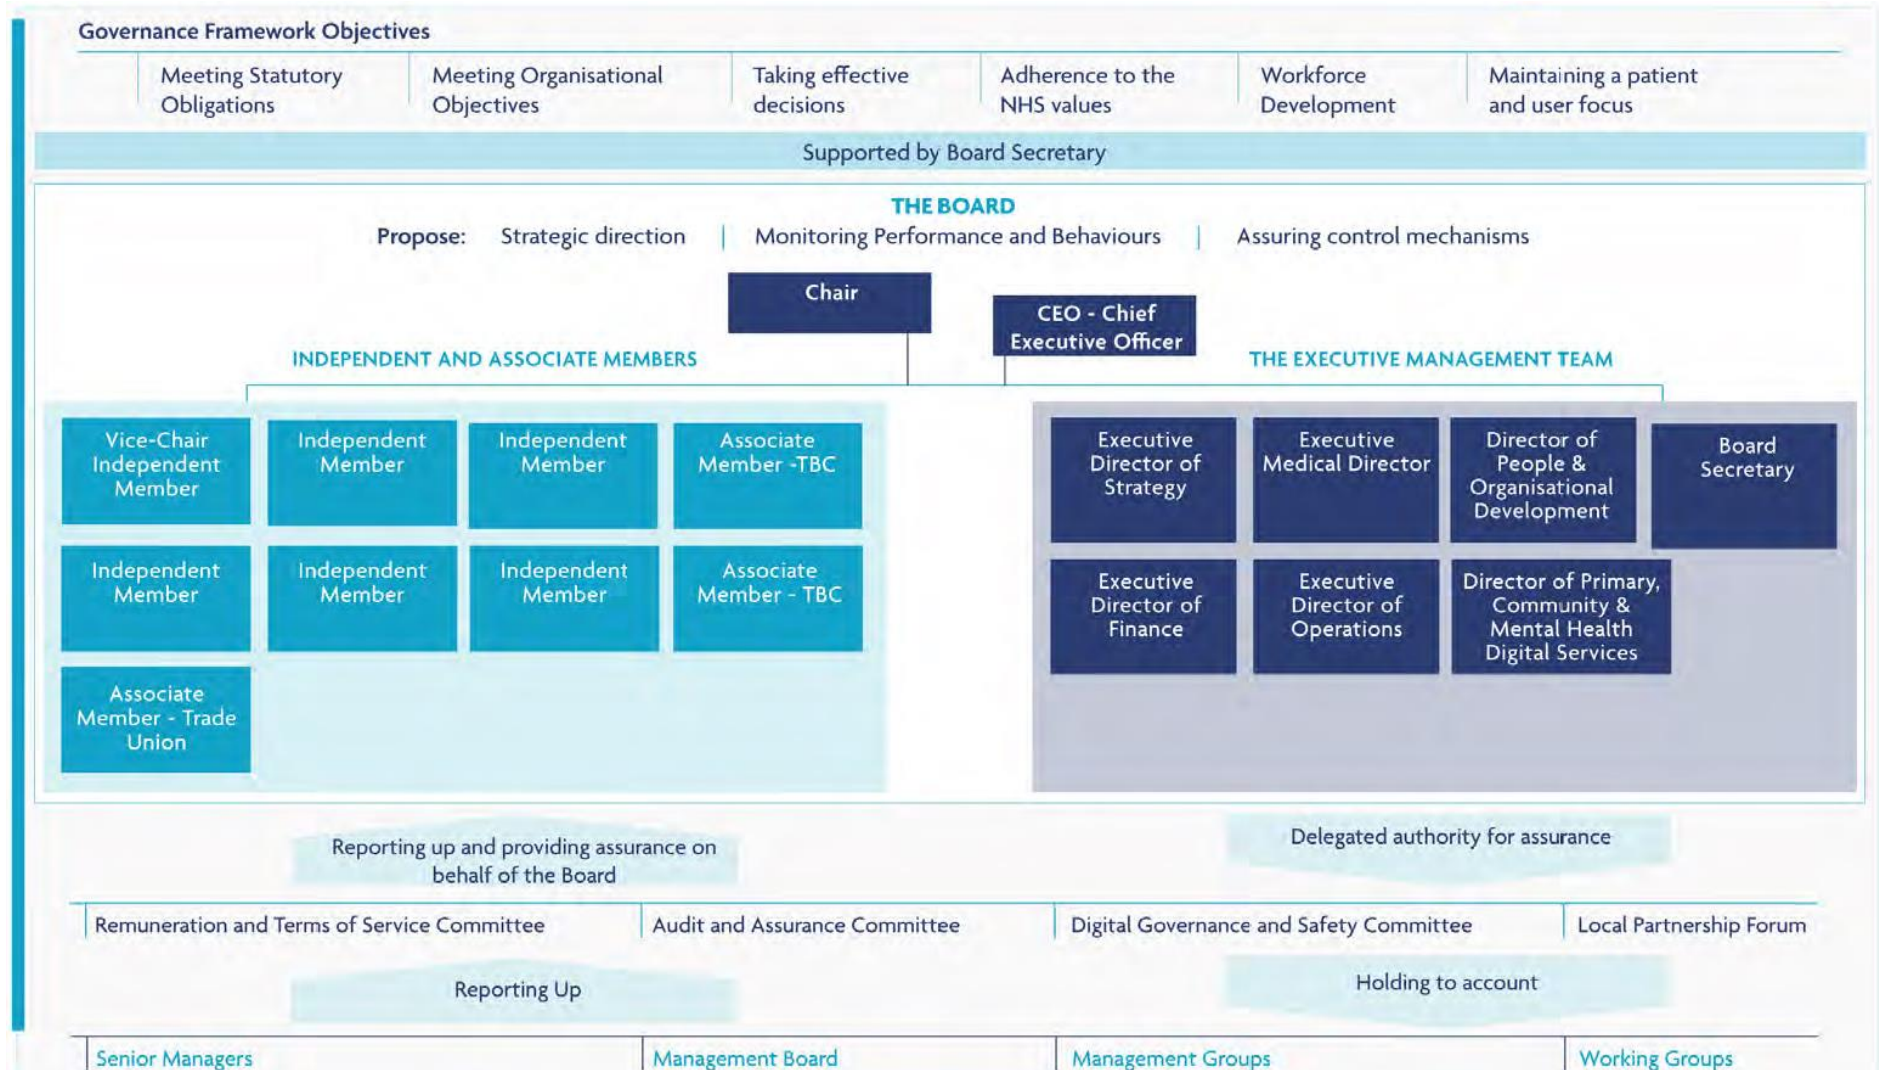 Governance Framework Objectives
Meeting Statutory
Obligations
Meeting Organisational
Objectives
Taking effective
decisions
Adherence to the
NHS values
Workforce
Development
Maintaining a patient
and user focus
Supported by Board Secretary
THE BOARD
Propose: Strategic direction | Monitoring Performance and Behaviours | Assuring control mechanisms
Chair
CEO - Chief
Executive Officer
INDEPENDENT AND ASSOCIATE MEMBERS
Vice-Chair
Independent
Member
Independent
Member
Independent
Member
Associate
Member -TBC
Independent
Member
Independent
Member
Independent
Member
Associate
Member - TBC
Associate
Member - Trade
Union
THE EXECUTIVE MANAGEMENT TEAM
Executive
Director of
Strategy
Executive
Medical Director
Director of
People &
Organisational
Development
Board
Secretary
Executive
Director of
Finance
Executive
Director of
Operations
Director of Primary,
Community &
Mental Health
Digital Services
Reporting up and providing assurance on
behalf of the Board
Delegated authority for assurance
Remuneration and Terms of Service Committee
Audit and Assurance Committee
Digital Governance and Safety Committee
Local Partnership Forum
Reporting Up
Holding to account
Senior Managers
Management Board
Management Groups
Working Groups